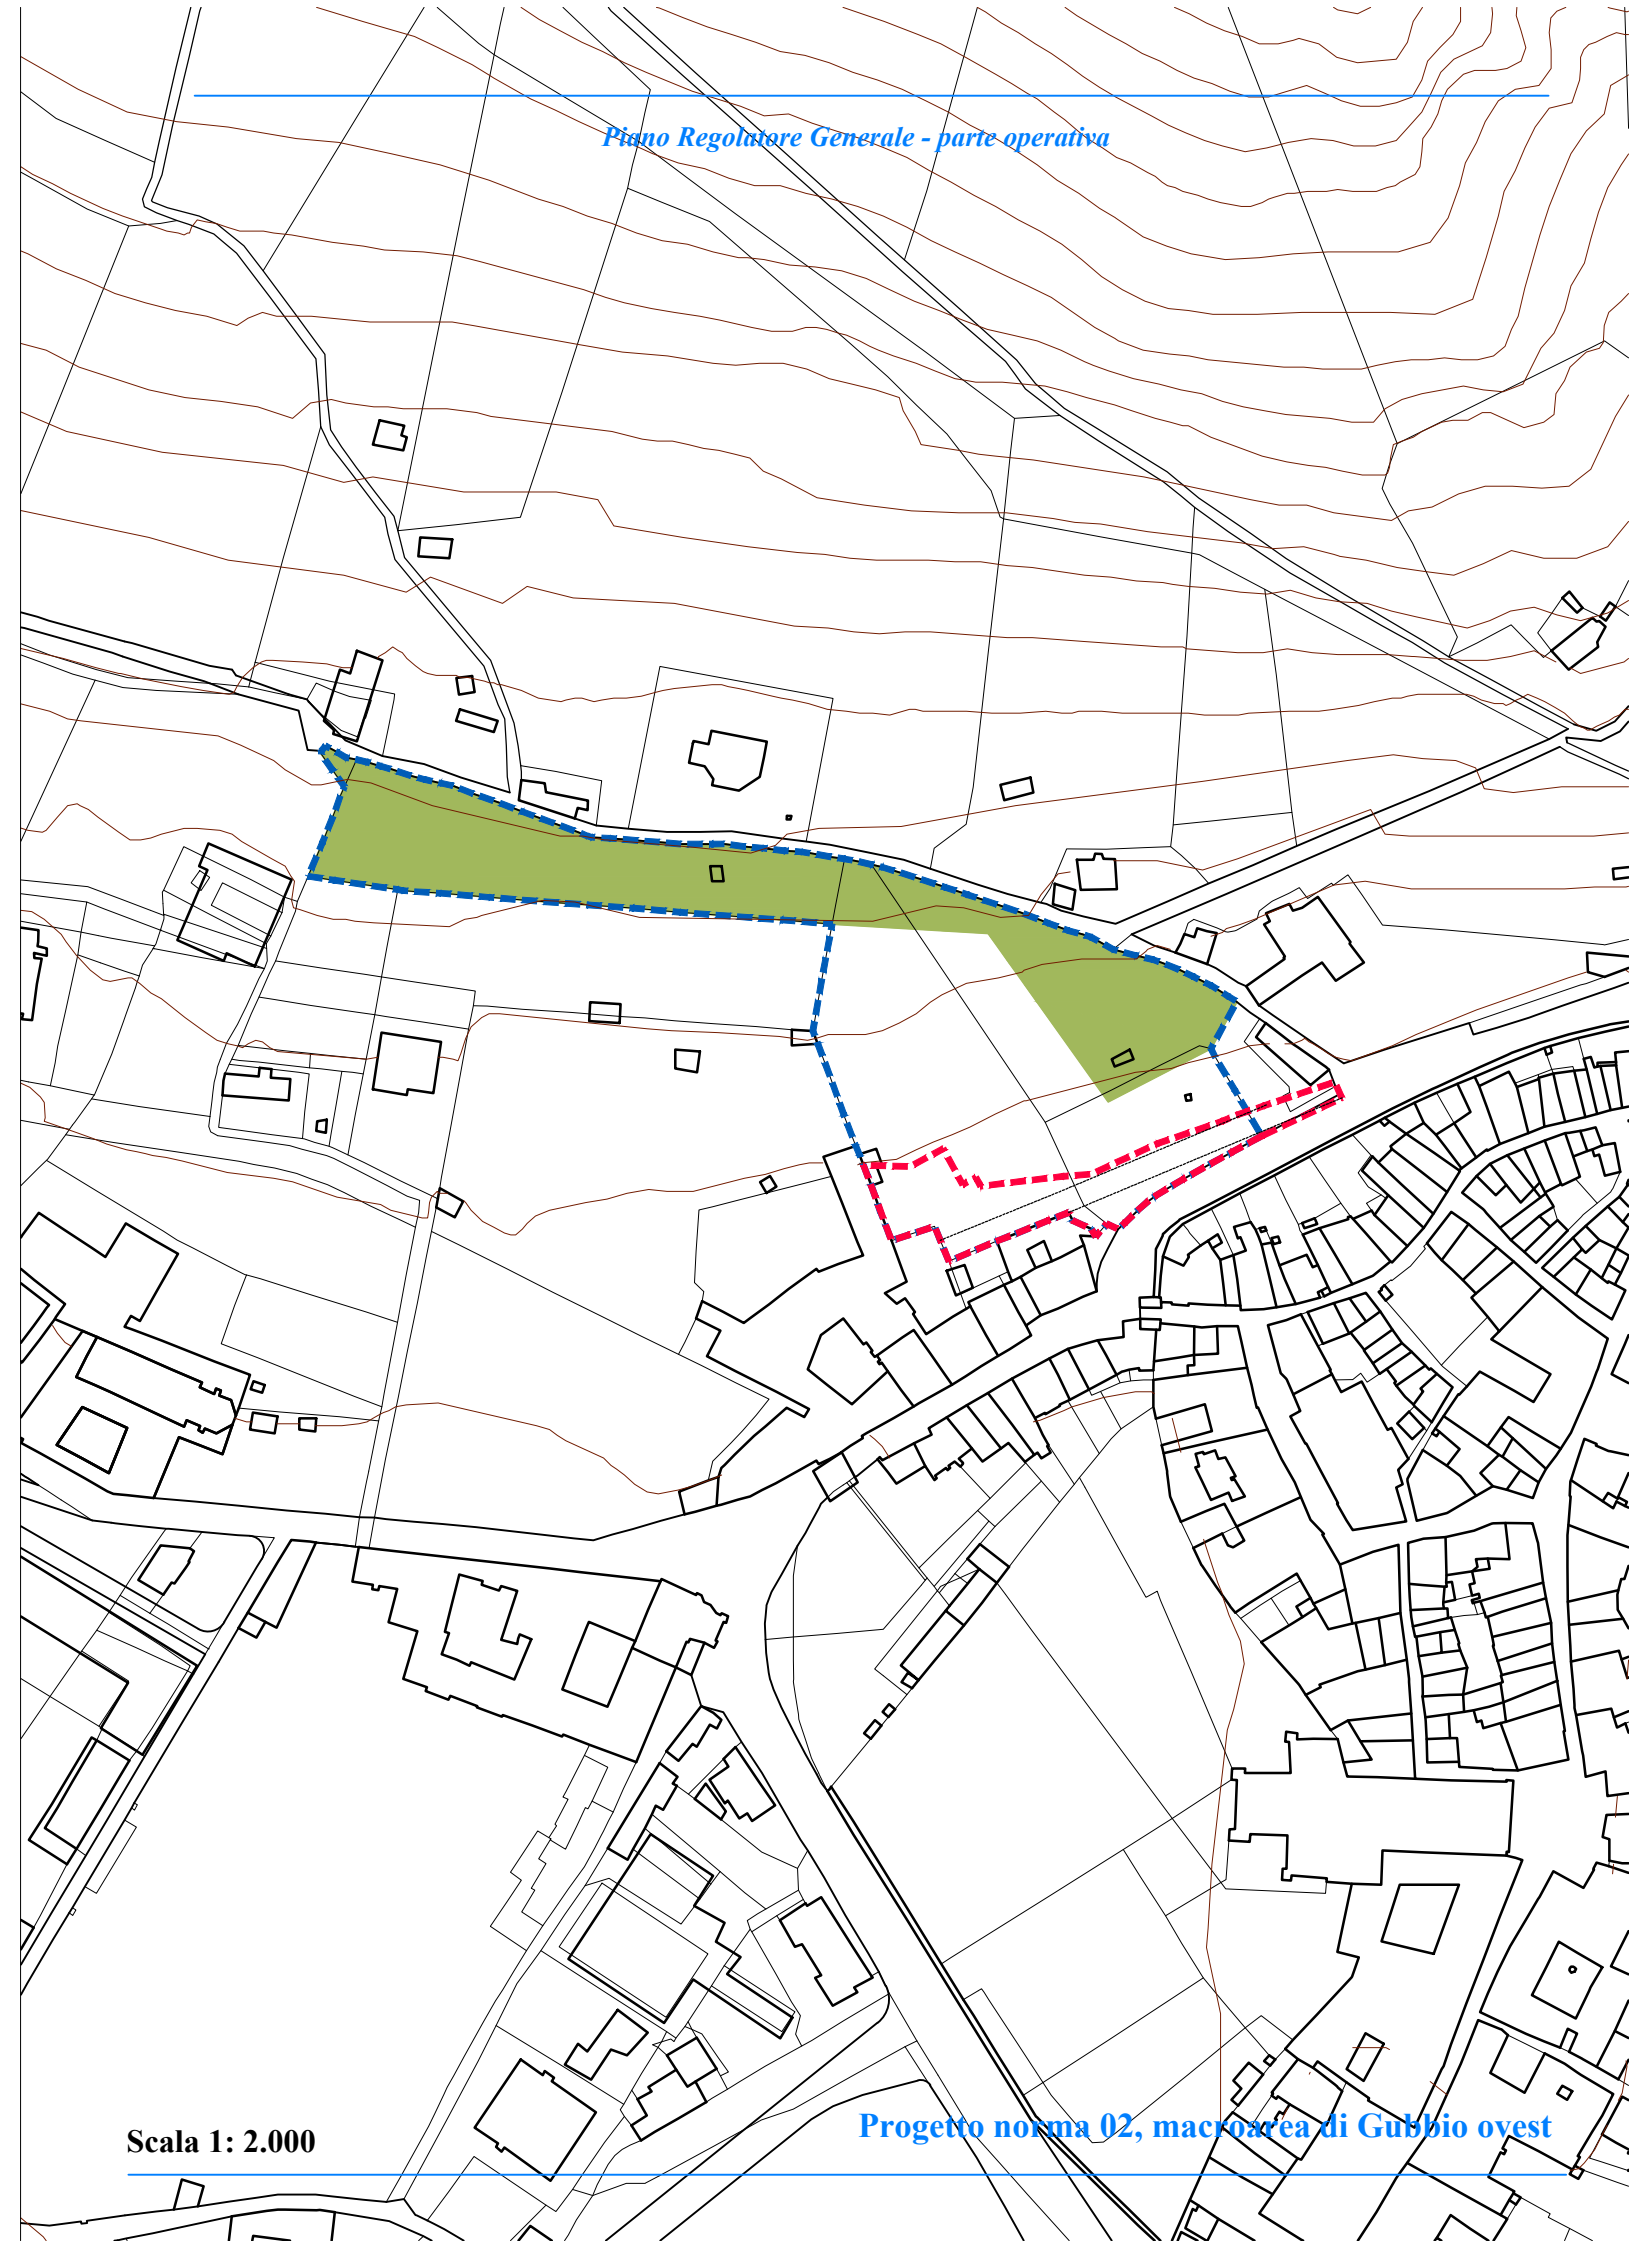 Piano Regolatore Generale - parte operativa
Scala 1: 2.000
Progetto norma 02, macroarea di Gubbio ovest